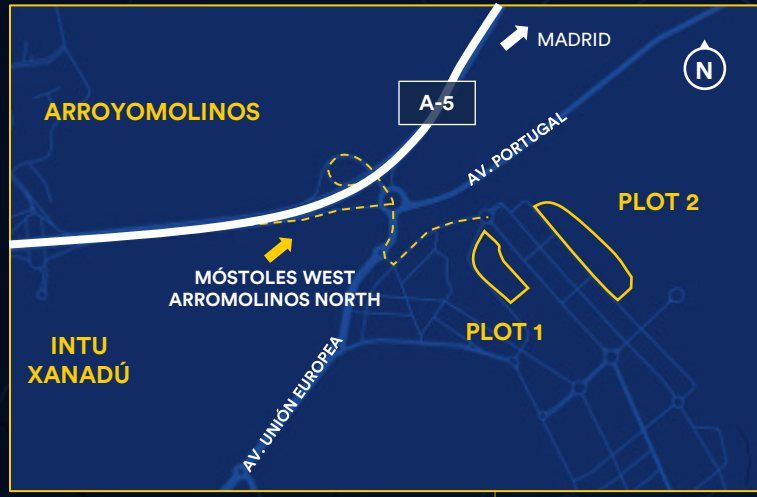 MADRID
N
ARROYOMOLINOS
A-5
AV. PORTUGAL
PLOT 2
MÓSTOLES WEST
ARROMOLINOS NORTH
PLOT 1
INTU
XANADÚ
AV. UNIÓN EUROPEA